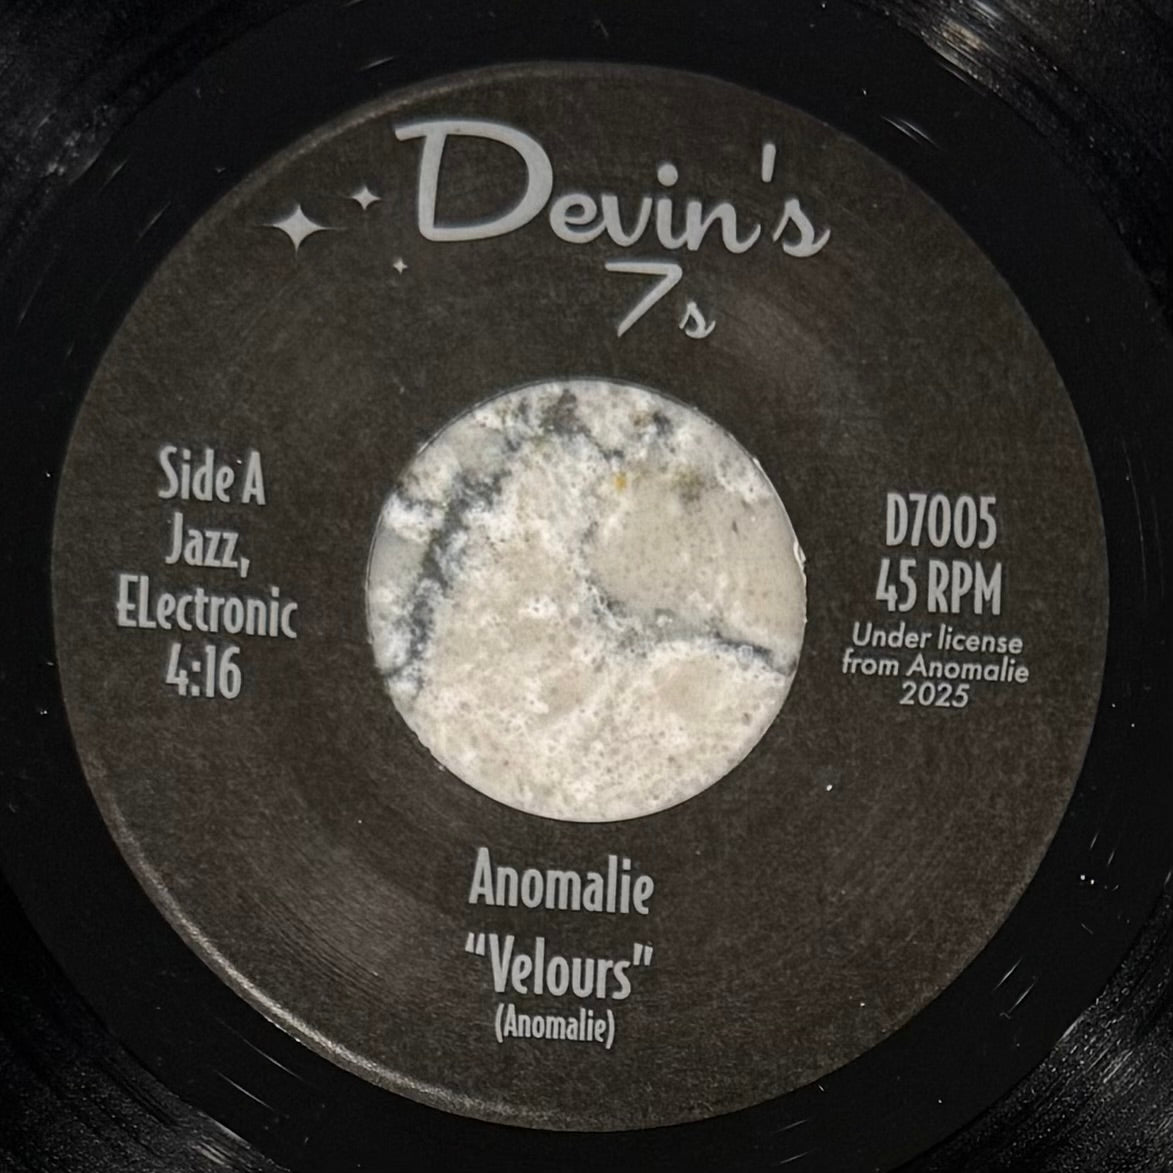 Devin's
7s
Side A
Jazz,
ELectronic
4:16
D7005
45 RPM
Under license
from Anomalie
2025
Anomalie
“Velours”
(Anomalie)